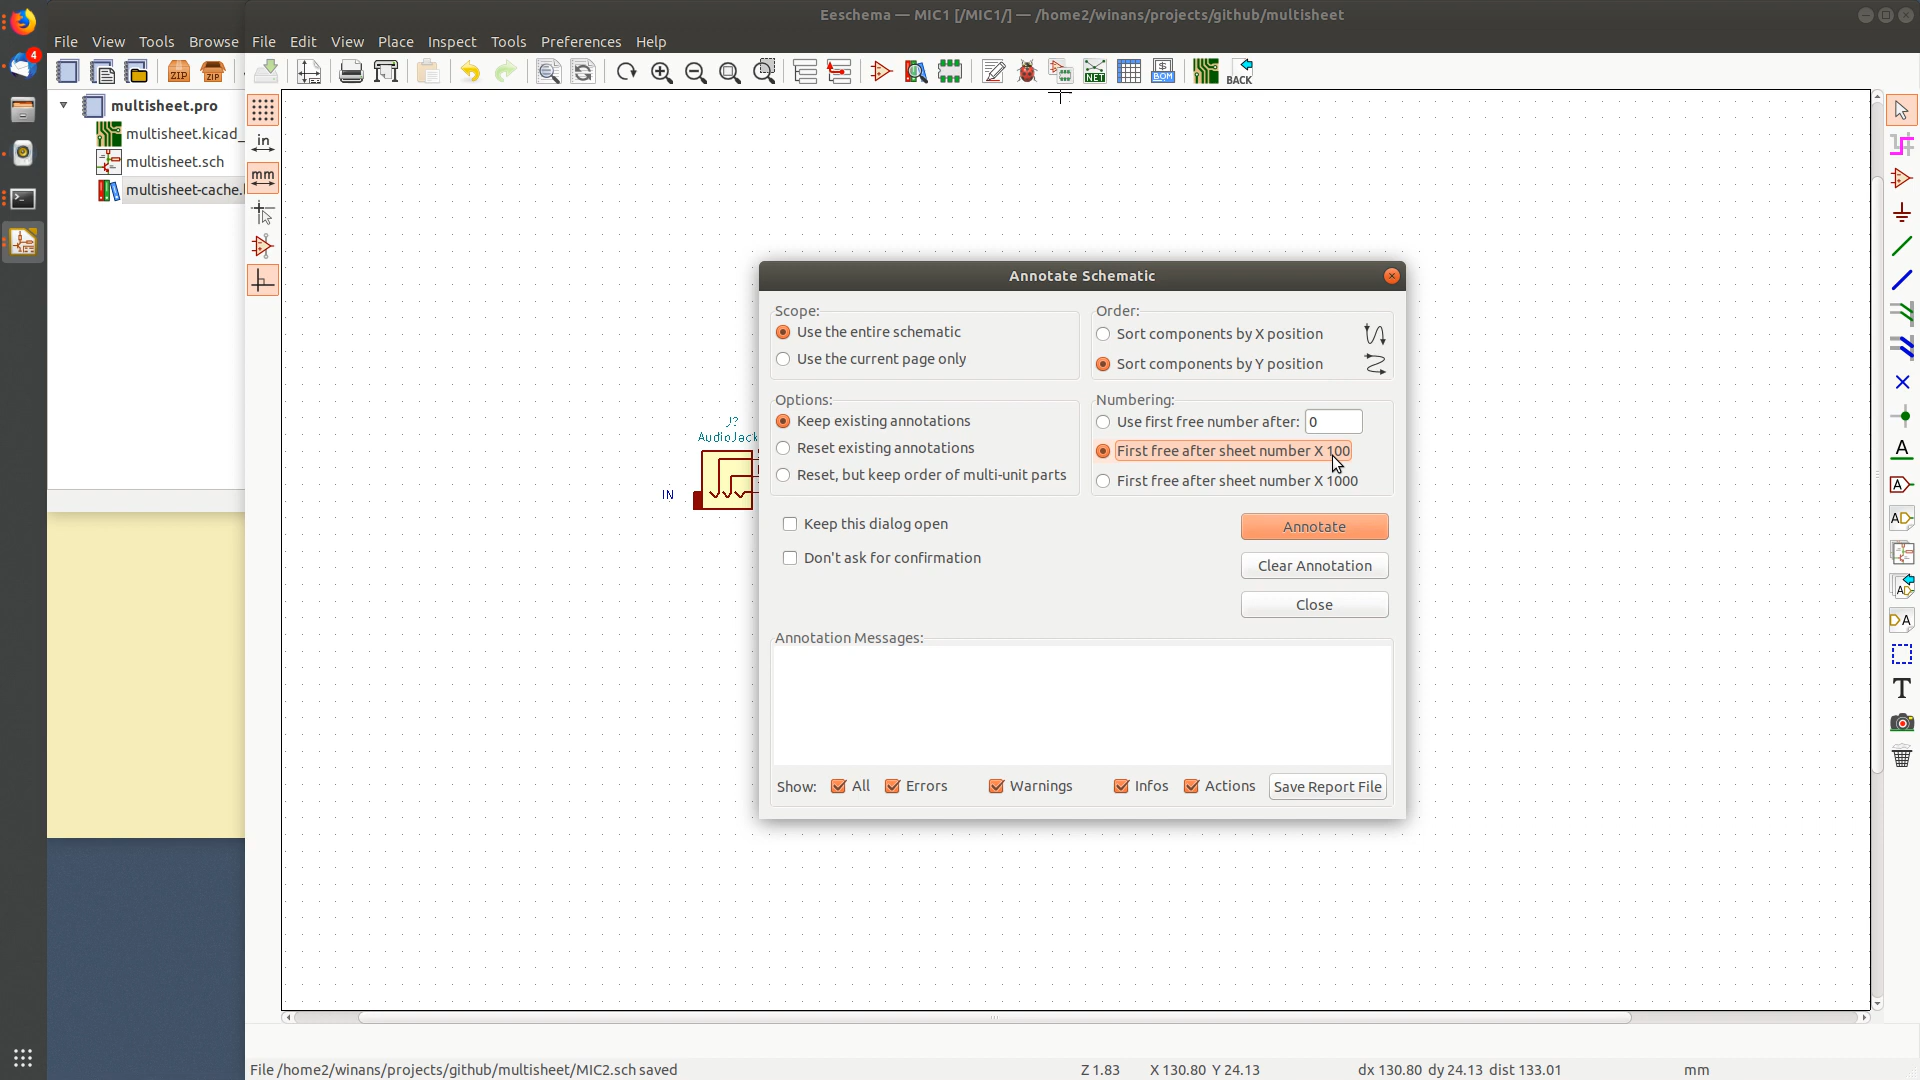 Eeschema — MIC1 [/MIC1/] — /home2/winans/projects/github/multisheet
File View Tools Browse
File Edit View Place Inspect Tools Preferences Help
4
ZIP
ZIP
NET
BOM
BACK
multisheet.pro
multisheet.kicad_
multisheet.sch
multisheet-cache.
in
mm
J?
AudioJack
IN
Annotate Schematic
Scope:
Use the entire schematic
Use the current page only
Order:
Sort components by X position
Sort components by Y position
Options:
Keep existing annotations
Reset existing annotations
Reset, but keep order of multi-unit parts
Numbering:
Use first free number after: 0
First free after sheet number X 100
First free after sheet number X 1000
Keep this dialog open
Don't ask for confirmation
Annotate
Clear Annotation
Close
Annotation Messages:
Show: All Errors Warnings Infos Actions Save Report File
A
A
A
A
A
T
File /home2/winans/projects/github/multisheet/MIC2.sch saved
Z 1.83 X 130.80 Y 24.13 dx 130.80 dy 24.13 dist 133.01 mm